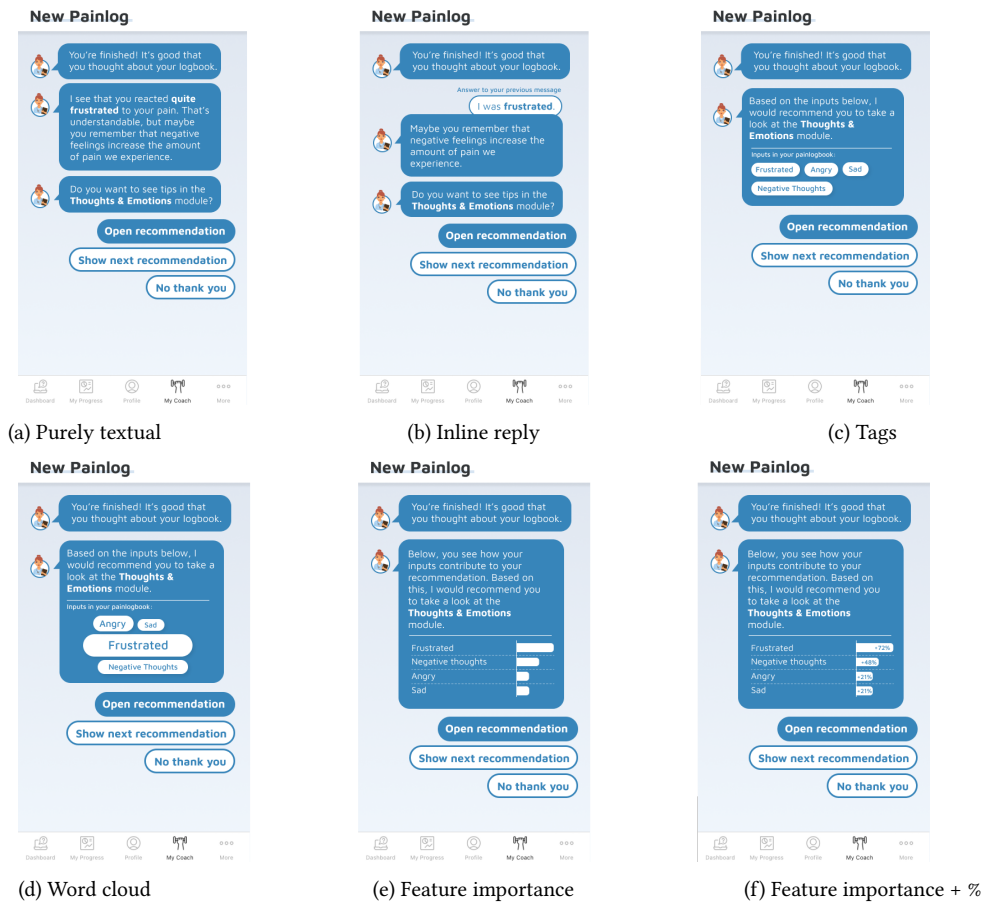 New Painlog
You're finished! It's good that
you thought about your logbook.
I see that you reacted quite
frustrated to your pain. That's
understandable, but maybe
you remember that negative
feelings increase the amount
of pain we experience.
Do you want to see tips in the
Thoughts & Emotions module?
Open recommendation
Show next recommendation
No thank you
Dashboard My Progress Profile My Coach More
(a) Purely textual
New Painlog
You're finished! It's good that
you thought about your logbook.
Answer to your previous message
I was frustrated.
Maybe you remember that
negative feelings increase the
amount of pain we
experience.
Do you want to see tips in the
Thoughts & Emotions module?
Open recommendation
Show next recommendation
No thank you
Dashboard My Progress Profile My Coach More
(b) Inline reply
New Painlog
You're finished! It's good that
you thought about your logbook.
Based on the inputs below, I
would recommend you to take a
look at the Thoughts &
Emotions module.
Inputs in your painlogbook:
Frustrated Angry Sad
Negative Thoughts
Open recommendation
Show next recommendation
No thank you
Dashboard My Progress Profile My Coach More
(c) Tags
New Painlog
You're finished! It's good that
you thought about your logbook.
Based on the inputs below, I
would recommend you to take a
look at the Thoughts &
Emotions module.
Inputs in your painlogbook:
Angry Sad
Frustrated
Negative Thoughts
Open recommendation
Show next recommendation
No thank you
Dashboard My Progress Profile My Coach More
(d) Word cloud
New Painlog
You're finished! It's good that
you thought about your logbook.
Below, you see how your
inputs contribute to your
recommendation. Based on
this, I would recommend you
to take a look at the
Thoughts & Emotions
module.
Frustrated
Negative thoughts
Angry
Sad
Open recommendation
Show next recommendation
No thank you
Dashboard My Progress Profile My Coach More
(e) Feature importance
New Painlog
You're finished! It's good that
you thought about your logbook.
Below, you see how your
inputs contribute to your
recommendation. Based on
this, I would recommend you
to take a look at the
Thoughts & Emotions
module.
Frustrated +72%
Negative thoughts +48%
Angry +21%
Sad +21%
Open recommendation
Show next recommendation
No thank you
Dashboard My Progress Profile My Coach More
(f) Feature importance + %